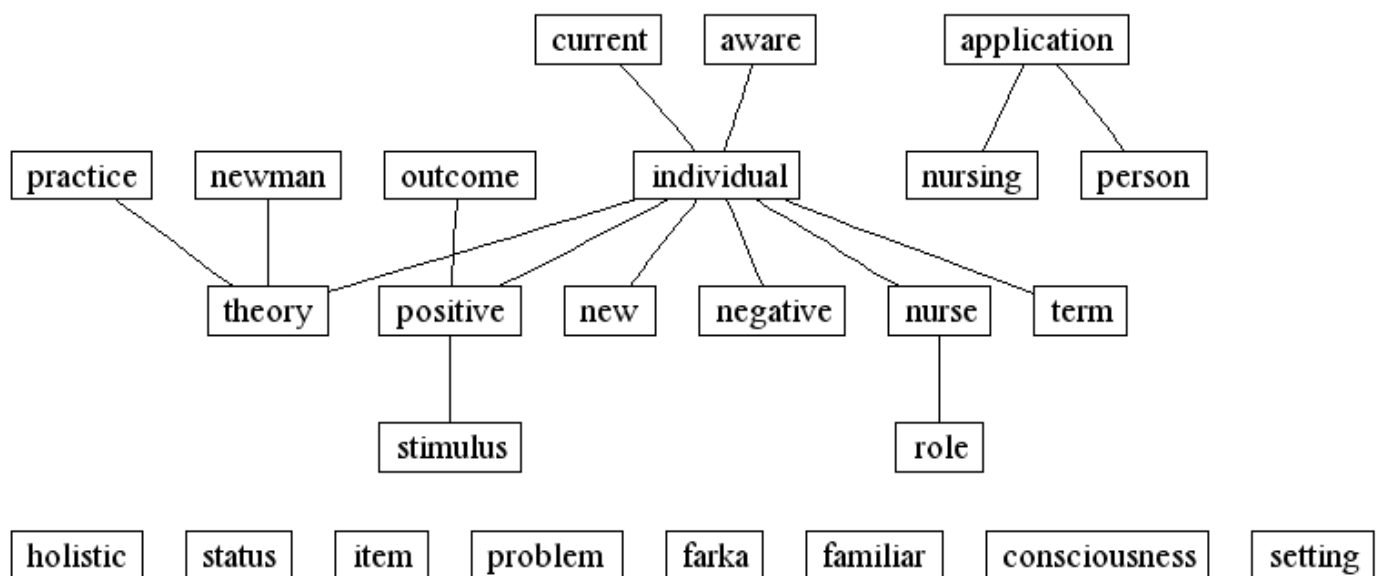 current aware application
practice newman outcome individual nursing person
theory positive new negative nurse term
stimulus role
holistic status item problem farka familiar consciousness setting